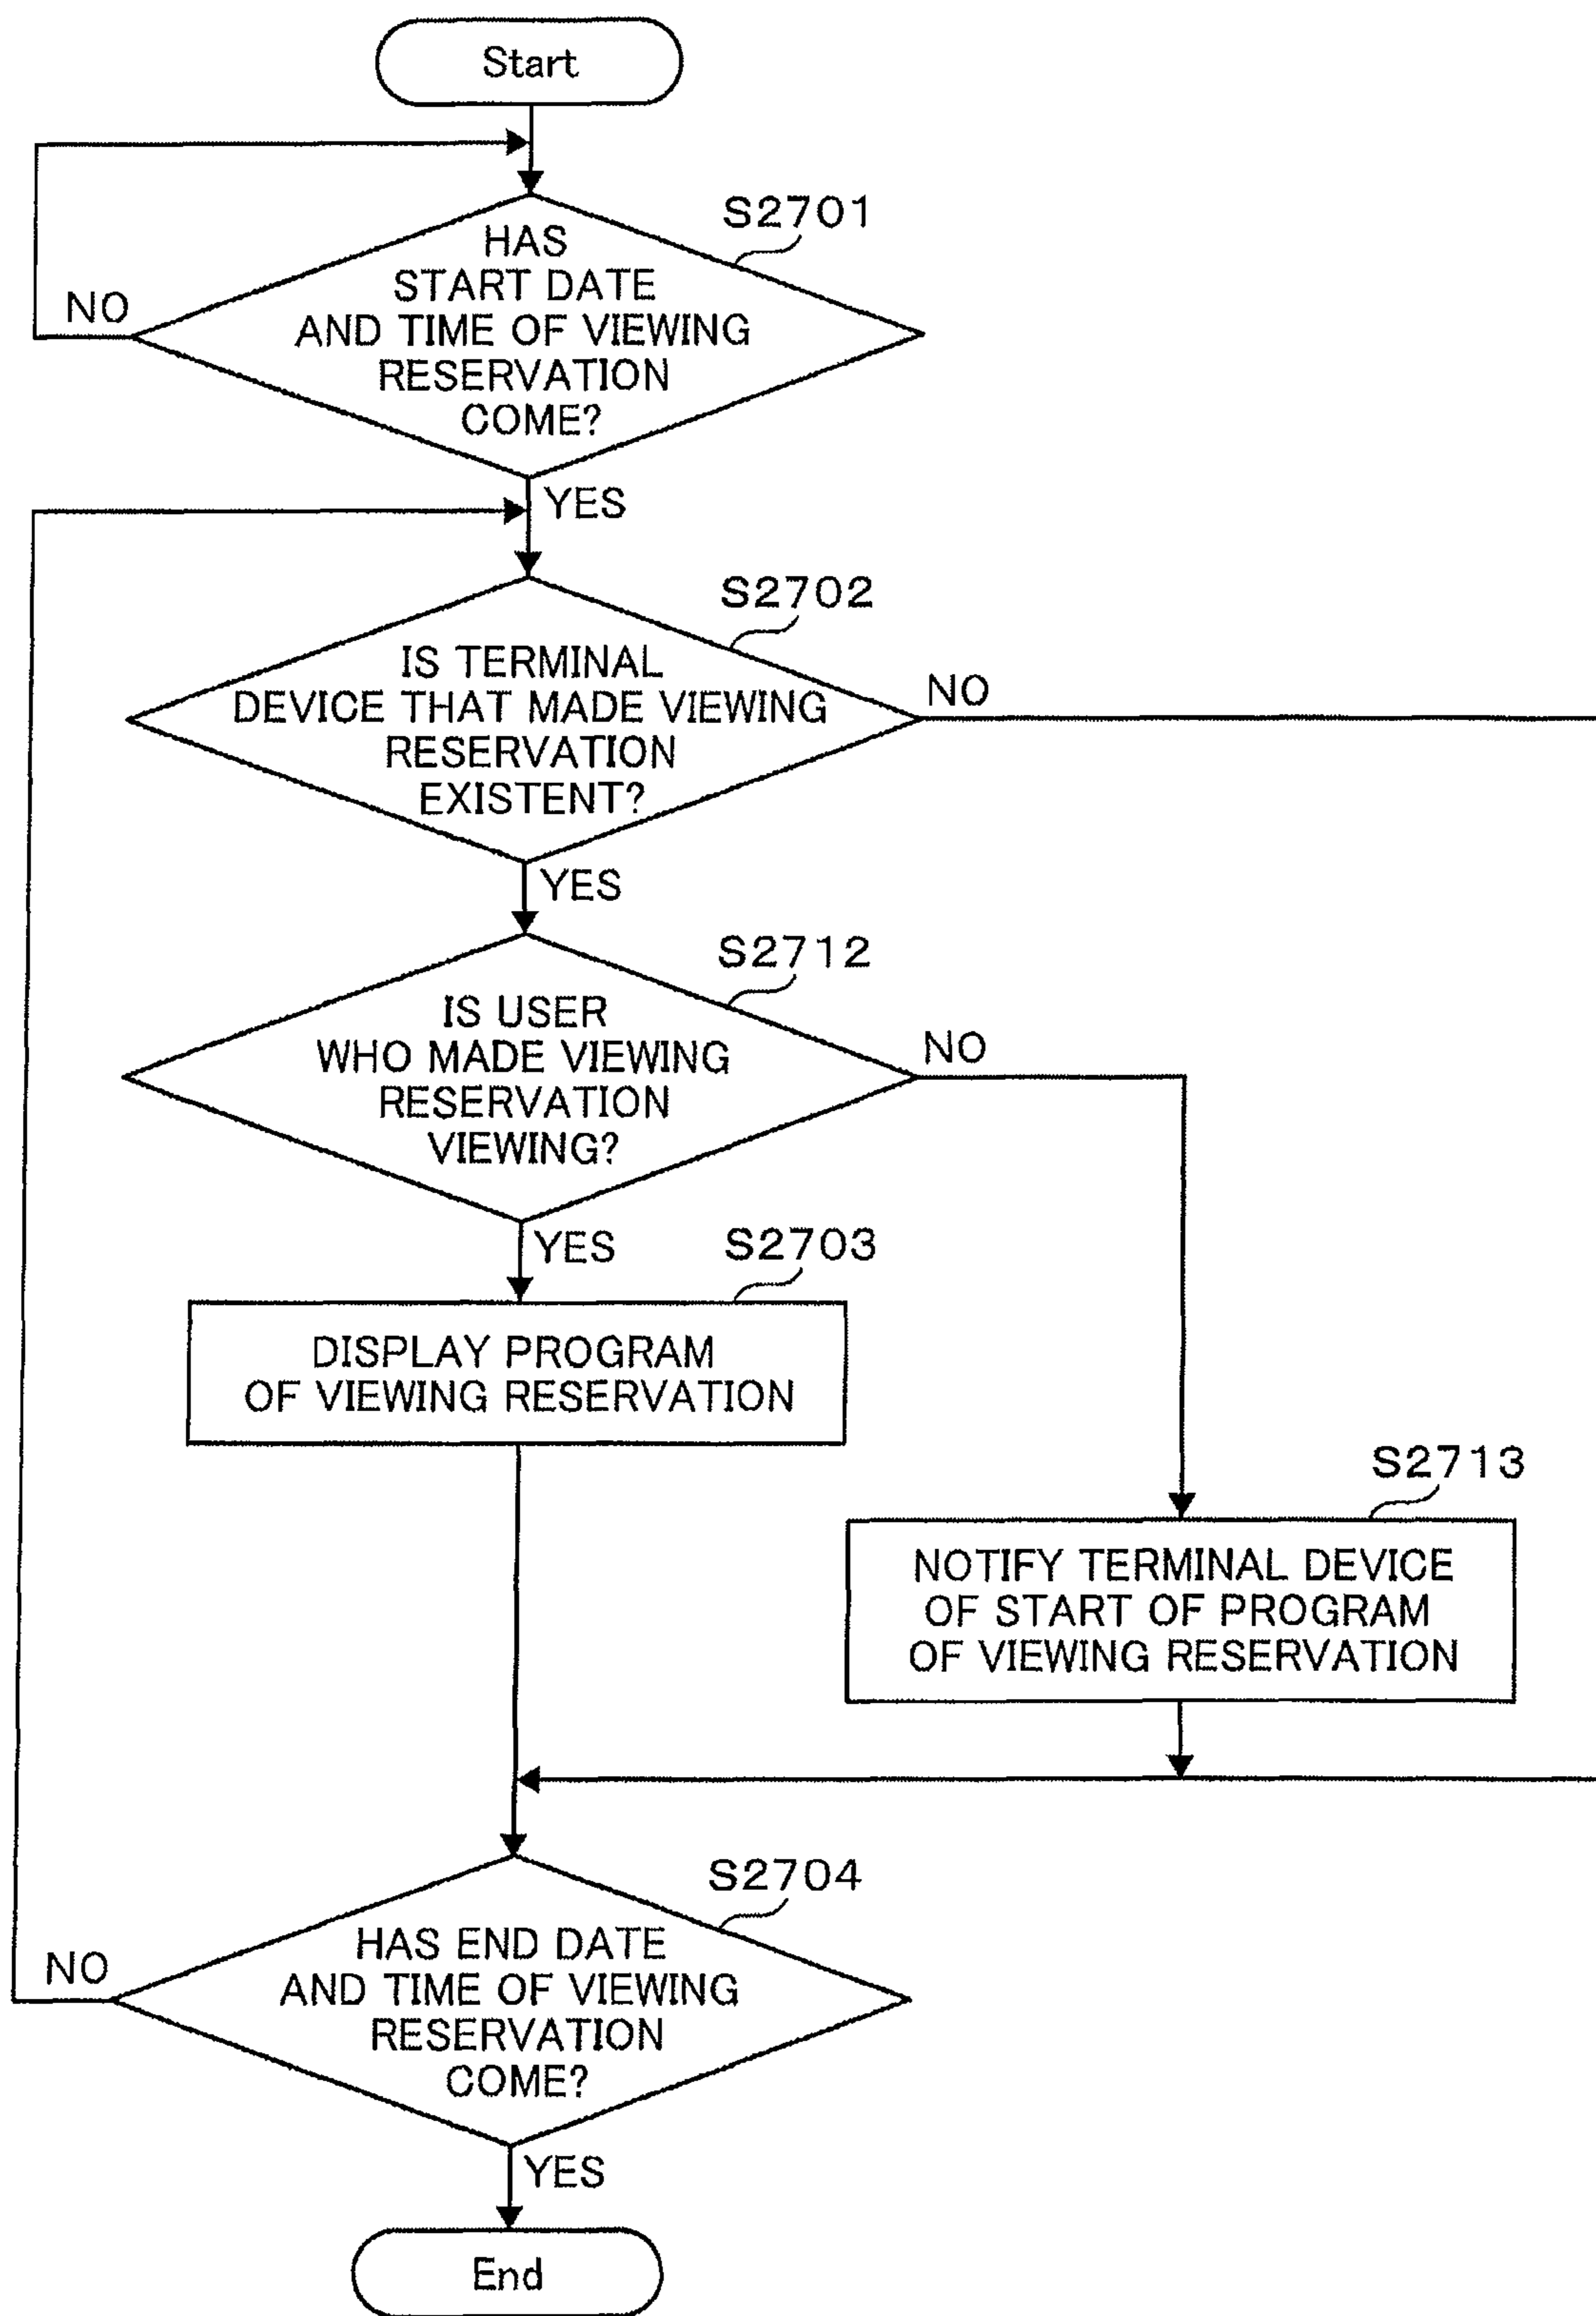 Start
S2701
HAS
START DATE
AND TIME OF VIEWING
RESERVATION
COME?
NO
YES
S2702
IS TERMINAL
DEVICE THAT MADE VIEWING
RESERVATION
EXISTENT?
NO
YES
S2712
IS USER
WHO MADE VIEWING
RESERVATION
VIEWING?
NO
YES
S2703
DISPLAY PROGRAM
OF VIEWING RESERVATION
S2713
NOTIFY TERMINAL DEVICE
OF START OF PROGRAM
OF VIEWING RESERVATION
S2704
HAS END DATE
AND TIME OF VIEWING
RESERVATION
COME?
NO
YES
End